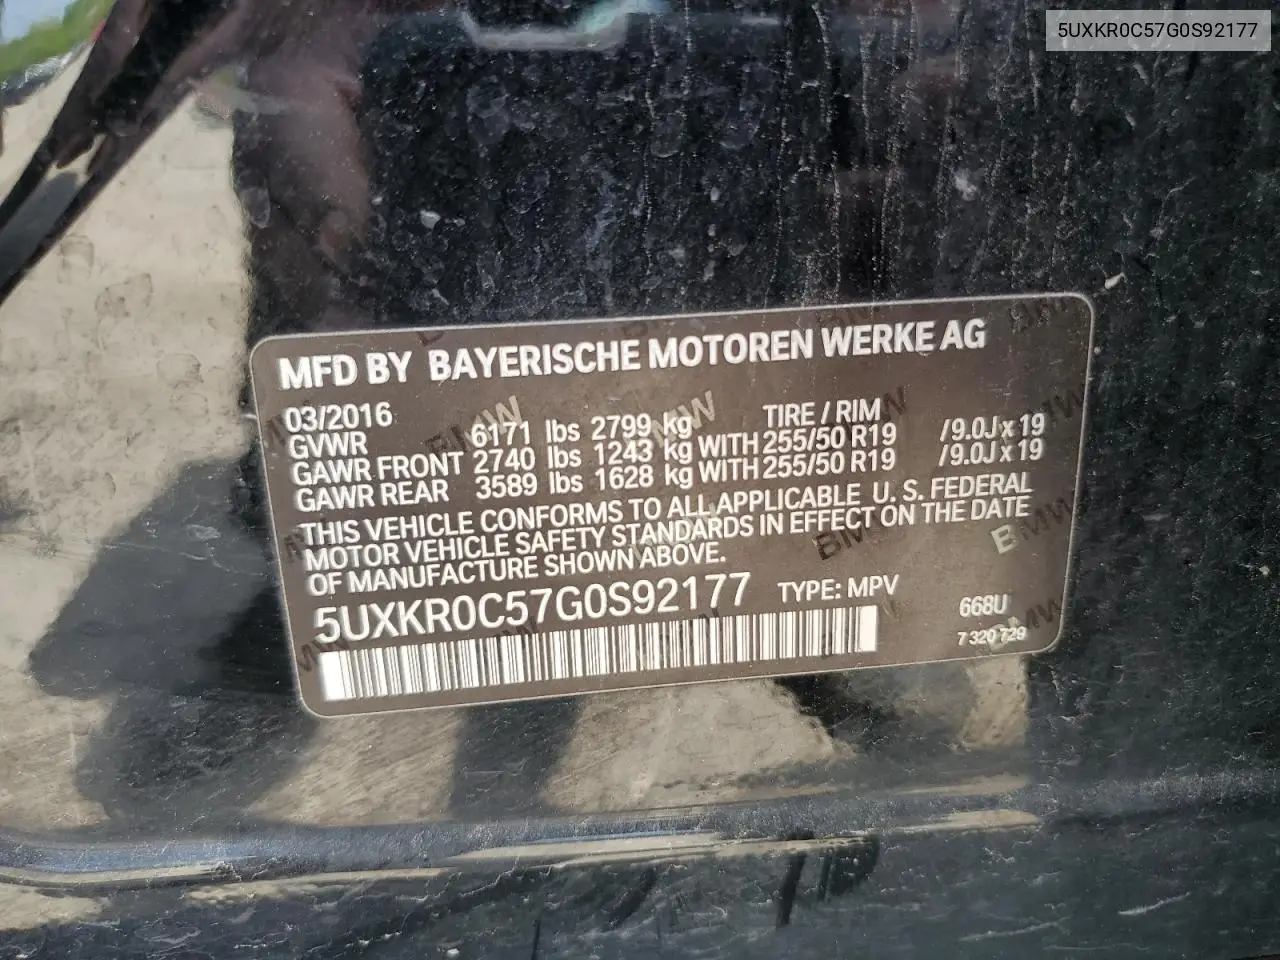 5UXKR0C57G0S92177
MFD BY BAYERISCHE MOTOREN WERKE AG
03/2016 TIRE / RIM
GVWR 6171 lbs 2799 kg
GAWR FRONT 2740 lbs 1243 kg WITH 255/50 R19 /9.0J x 19
GAWR REAR 3589 lbs 1628 kg WITH 255/50 R19 /9.0J x 19
THIS VEHICLE CONFORMS TO ALL APPLICABLE U. S. FEDERAL
MOTOR VEHICLE SAFETY STANDARDS IN EFFECT ON THE DATE
OF MANUFACTURE SHOWN ABOVE.
5UXKR0C57G0S92177 TYPE: MPV 668U
7 320 729